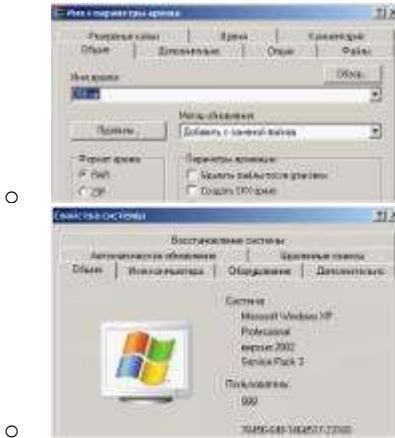 Имя и параметры архива
Резервные копии Время Комментарий
Общие Дополнительно Опции Файлы
Имя архива
Обзор...
Метод обновления
Профили... Добавить с заменой файлов
Формат архива Параметры архивации
RAR Удалить файлы после упаковки
ZIP Создать SFX-архив
Свойства системы
Восстановление системы
Автоматическое обновление Удаленные сеансы
Общие Имя компьютера Оборудование Дополнительно
Система:
Microsoft Windows XP
Professional
версия 2002
Service Pack 3
Пользователь: